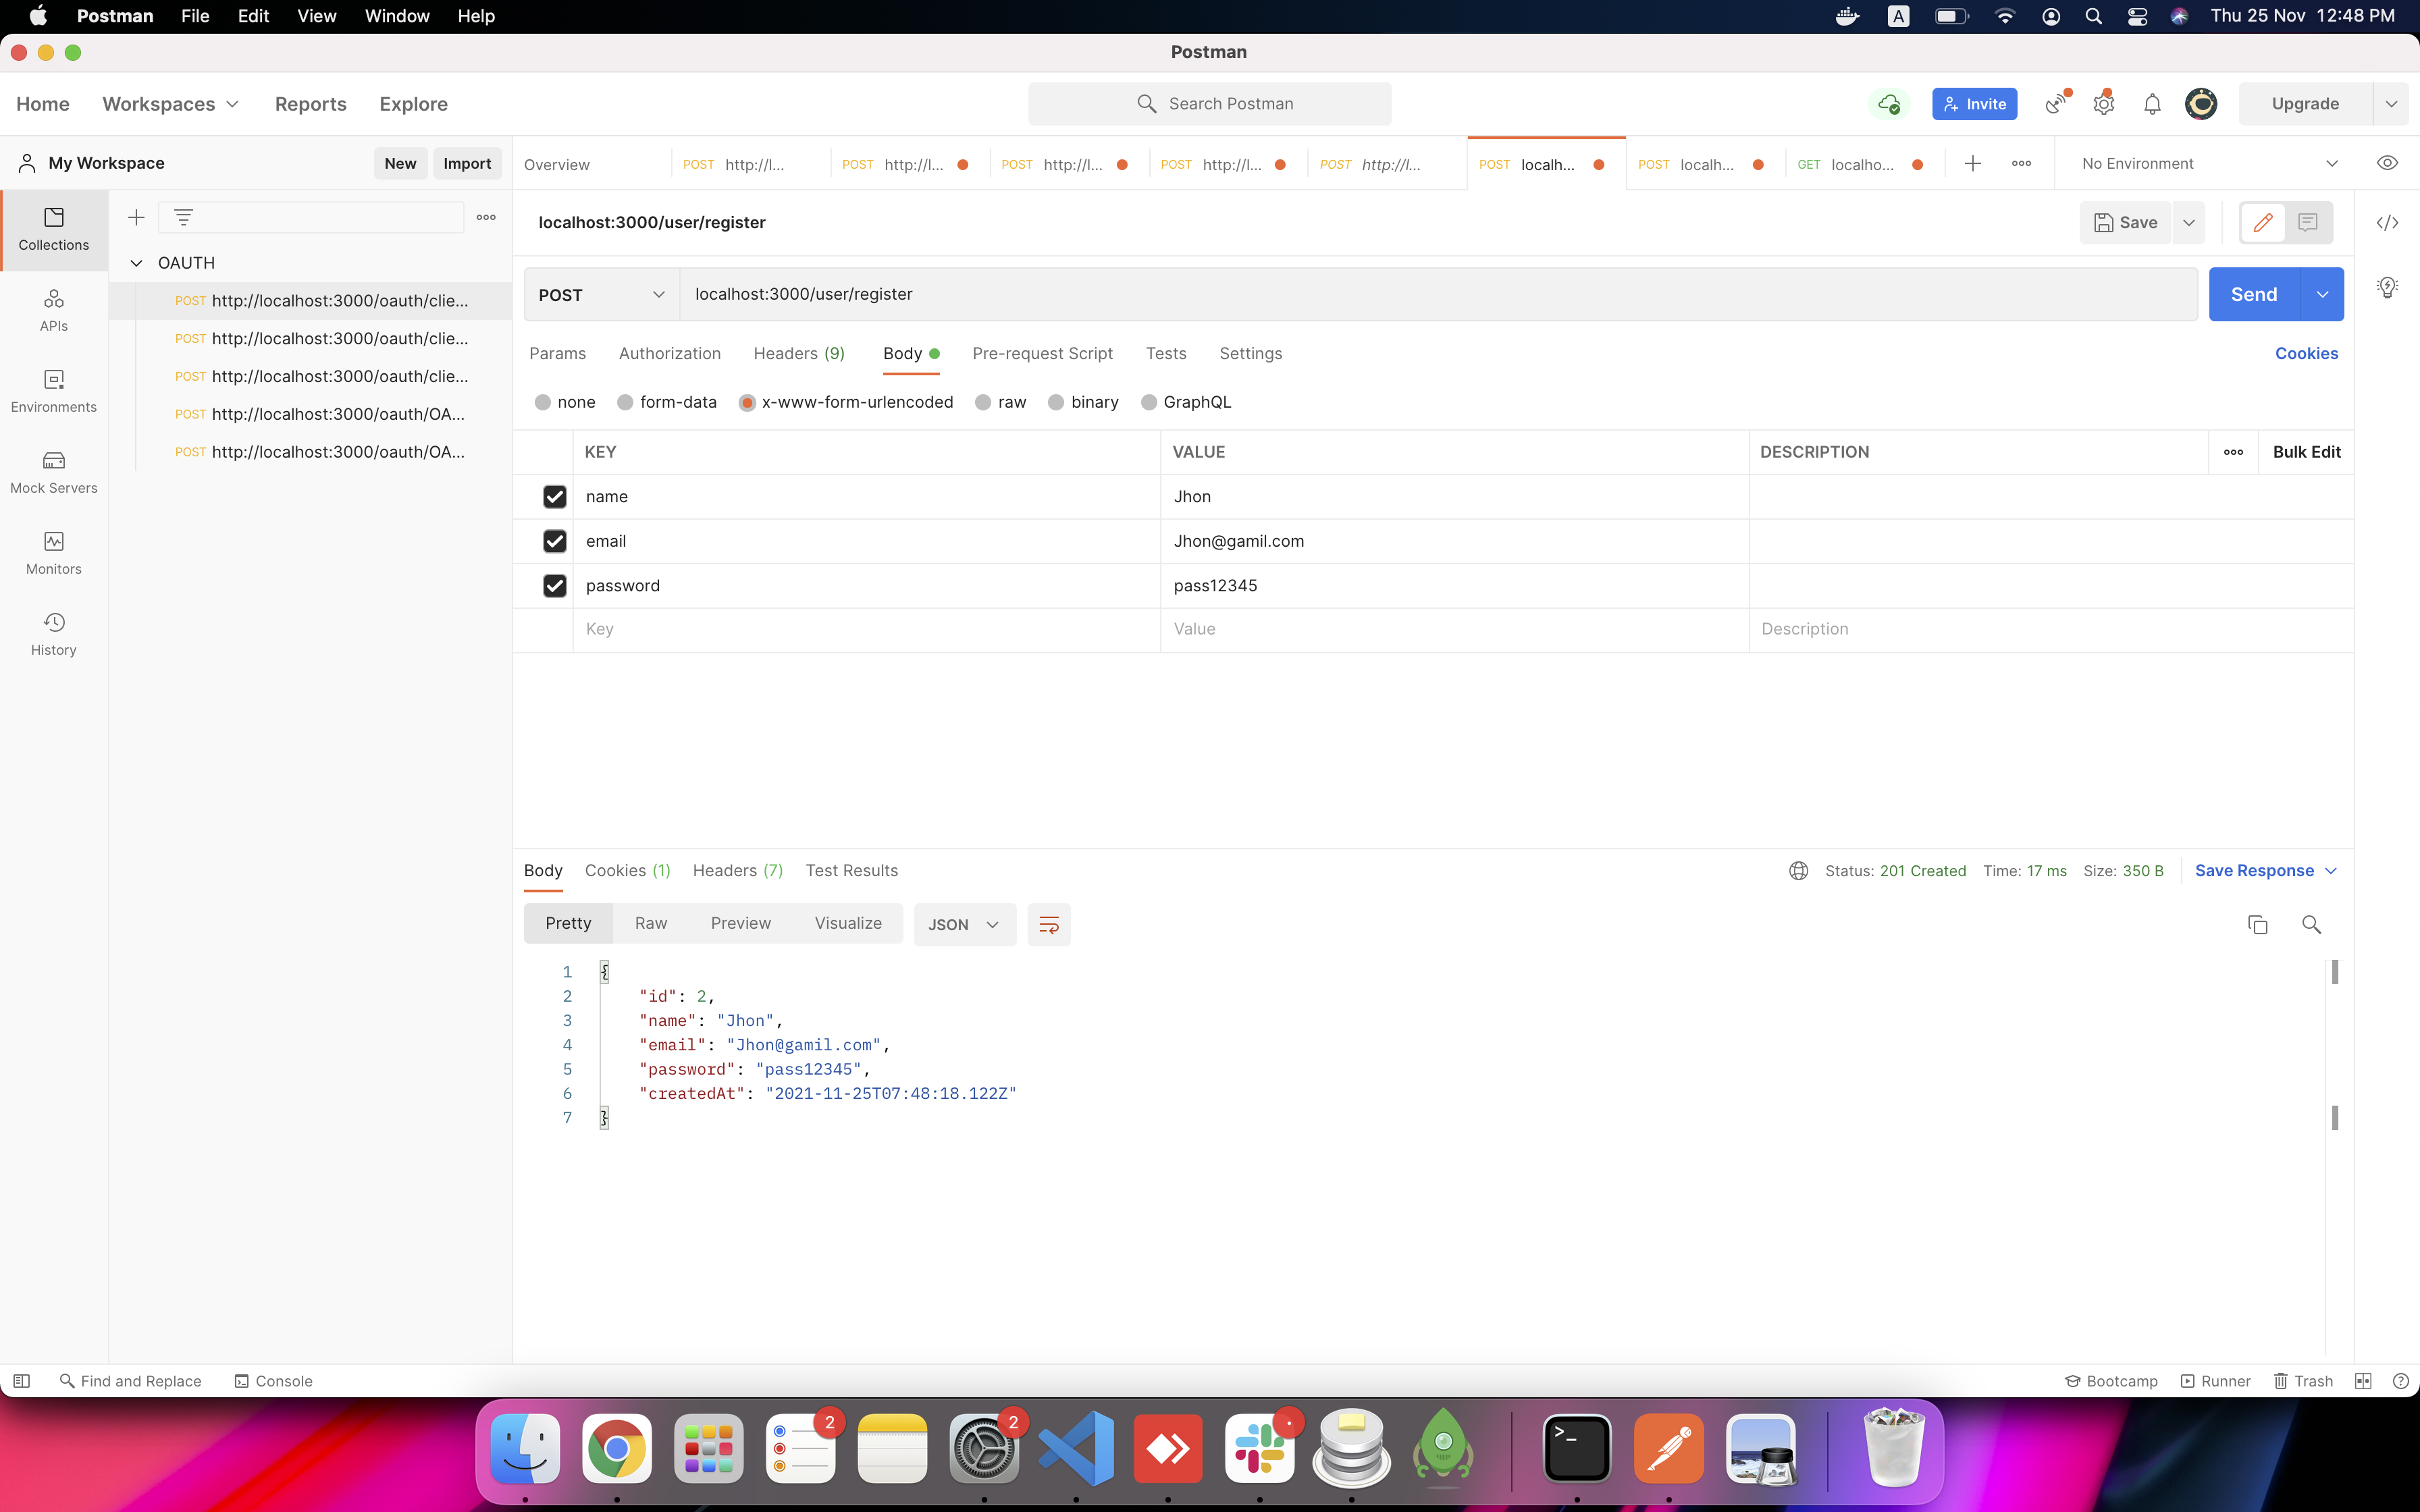 Postman File Edit View Window Help
A Thu 25 Nov 12:48 PM
Postman
Home Workspaces Reports Explore
Search Postman
Invite
Upgrade
My Workspace
New Import
Overview
POST http://l...
POST http://l...
POST http://l...
POST http://l...
POST http://l...
POST localh...
POST localh...
GET localho...
No Environment
Collections
APIs
Environments
Mock Servers
Monitors
History
OAUTH
POST http://localhost:3000/oauth/clie...
POST http://localhost:3000/oauth/clie...
POST http://localhost:3000/oauth/clie...
POST http://localhost:3000/oauth/OA...
POST http://localhost:3000/oauth/OA...
localhost:3000/user/register
Save
POST localhost:3000/user/register
Send
Params Authorization Headers (9) Body Pre-request Script Tests Settings
Cookies
none form-data x-www-form-urlencoded raw binary GraphQL
KEY VALUE DESCRIPTION Bulk Edit
name Jhon
email Jhon@gamil.com
password pass12345
Key Value Description
Body Cookies (1) Headers (7) Test Results
Status: 201 Created Time: 17 ms Size: 350 B Save Response
Pretty Raw Preview Visualize JSON
1 {
2 "id": 2,
3 "name": "Jhon",
4 "email": "Jhon@gamil.com",
5 "password": "pass12345",
6 "createdAt": "2021-11-25T07:48:18.122Z"
7 }
Find and Replace Console
Bootcamp Runner Trash
2
2
>_